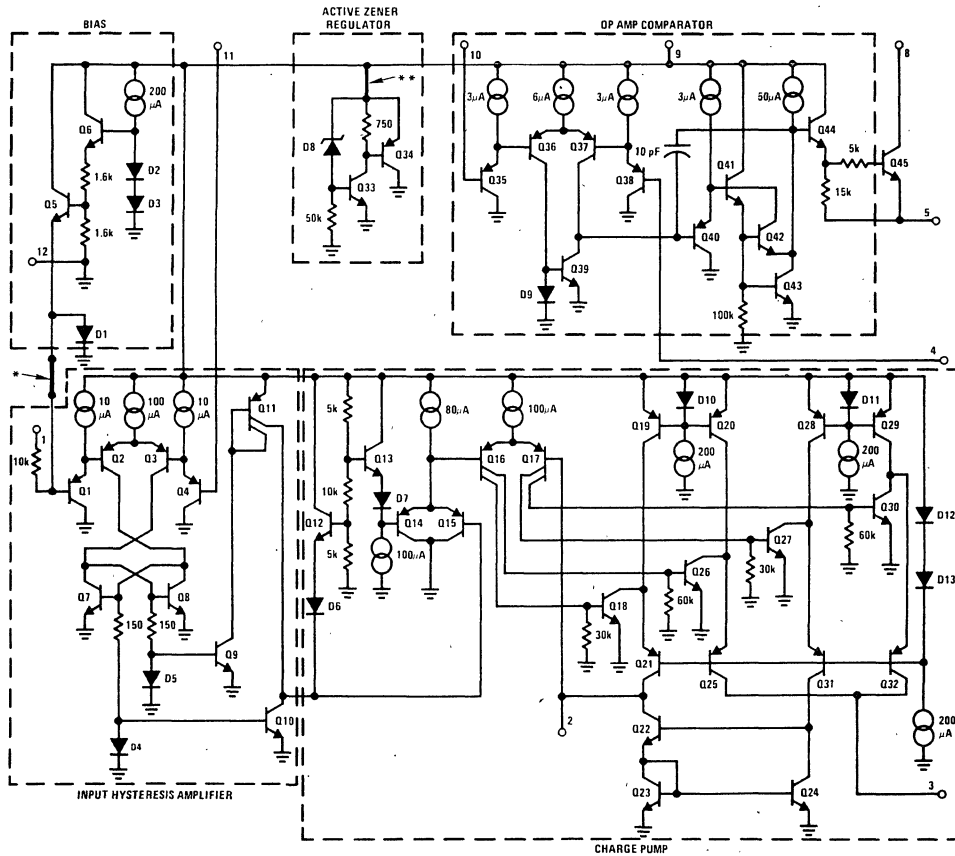 BIAS
ACTIVE ZENER
REGULATOR
OP AMP COMPARATOR
11
10
9
8
200
µA
Q6
D2
D3
1.6k
Q5
1.6k
12
D1
*
**
D8
750
Q34
Q33
50k
3µA
6µA
3µA
3µA
50µA
Q44
Q36
Q37
10 pF
Q41
5k
Q45
Q35
Q38
15k
5
Q40
Q42
Q39
Q43
D9
100k
4
10
µA
100
µA
10
µA
Q11
1
10k
Q2
Q3
Q1
Q4
Q7
Q8
150
150
Q9
D5
Q10
D4
INPUT HYSTERESIS AMPLIFIER
5k
80µA
100µA
D10
D11
Q19
Q20
Q28
Q29
200
µA
200
µA
Q13
Q16
Q17
10k
D7
Q12
Q14
Q15
Q30
D12
5k
100µA
60k
Q27
30k
D13
Q26
D6
60k
Q18
30k
Q21
Q25
Q31
Q32
2
Q22
200
µA
Q23
Q24
3
CHARGE PUMP